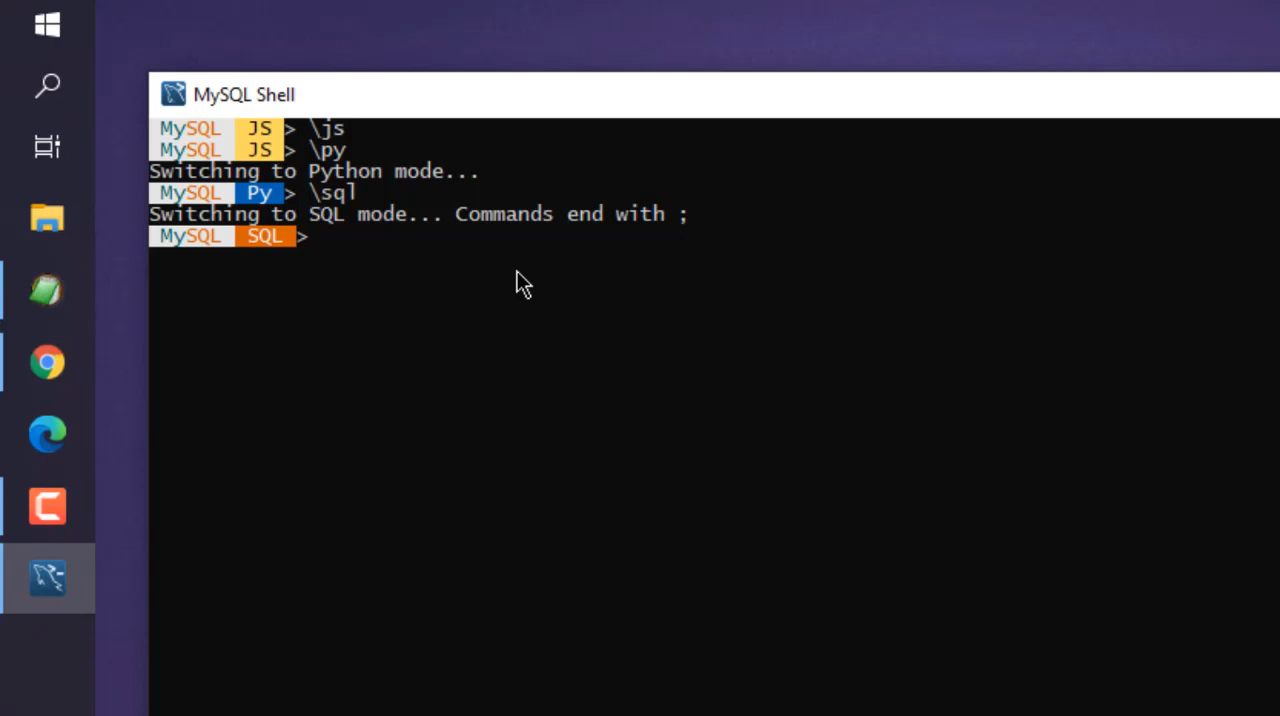 MySQL Shell
MySQL JS > \js
MySQL JS > \py
Switching to Python mode...
MySQL Py > \sql
Switching to SQL mode... Commands end with ;
MySQL SQL >